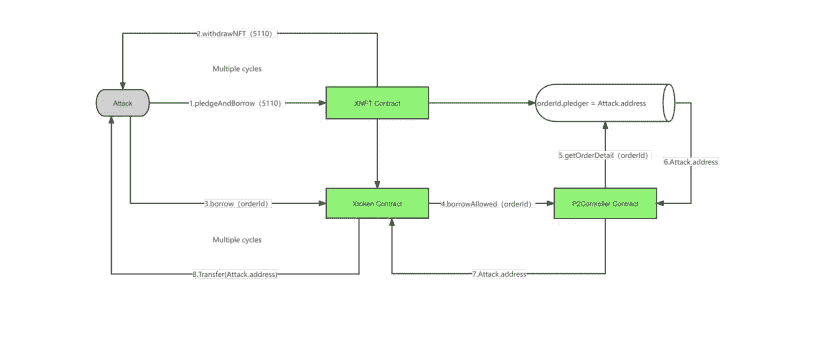 2.withdrawNFT（5110）
Multiple cycles
Attack
1.pledgeAndBorrow（5110）
XNFT Contract
orderId.pledger = Attack.address
5.getOrderDetail（orderId）
6.Attack.address
3.borrow（orderId）
Xtoken Contract
4.borrowAllowed（orderId）
P2Controller Contract
Multiple cycles
8.Transfer(Attack.address)
7.Attack.address